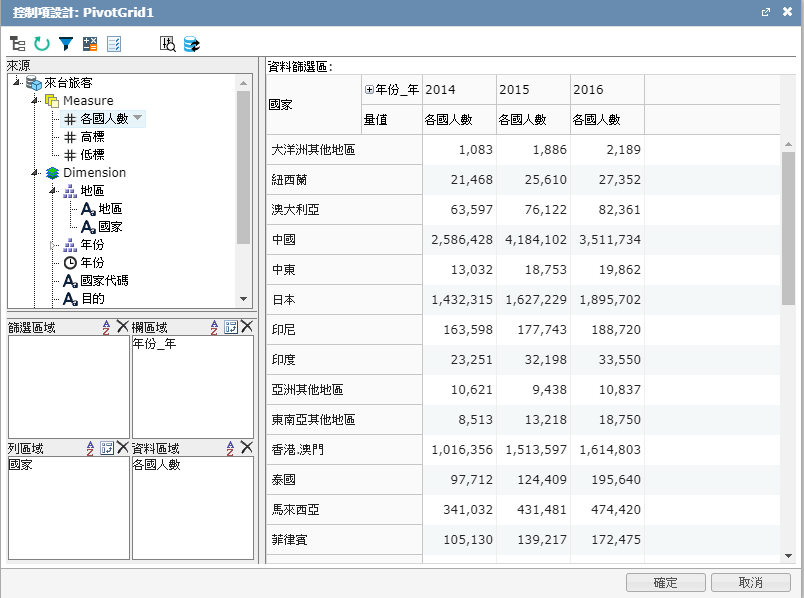 控制項設計: PivotGrid1
來源
來台旅客
Measure
各國人數
高標
低標
Dimension
地區
地區
國家
年份
年份
國家代碼
目的
篩選區域
欄區域
年份_年
列區域
資料區域
國家
各國人數
資料篩選區:
國家 年份_年 2014 2015 2016
量值 各國人數 各國人數 各國人數
大洋洲其他地區 1,083 1,886 2,189
紐西蘭 21,468 25,610 27,352
澳大利亞 63,597 76,122 82,361
中國 2,586,428 4,184,102 3,511,734
中東 13,032 18,753 19,862
日本 1,432,315 1,627,229 1,895,702
印尼 163,598 177,743 188,720
印度 23,251 32,198 33,550
亞洲其他地區 10,621 9,438 10,837
東南亞其他地區 8,513 13,218 18,750
香港.澳門 1,016,356 1,513,597 1,614,803
泰國 97,712 124,409 195,640
馬來西亞 341,032 431,481 474,420
菲律賓 105,130 139,217 172,475
確定 取消